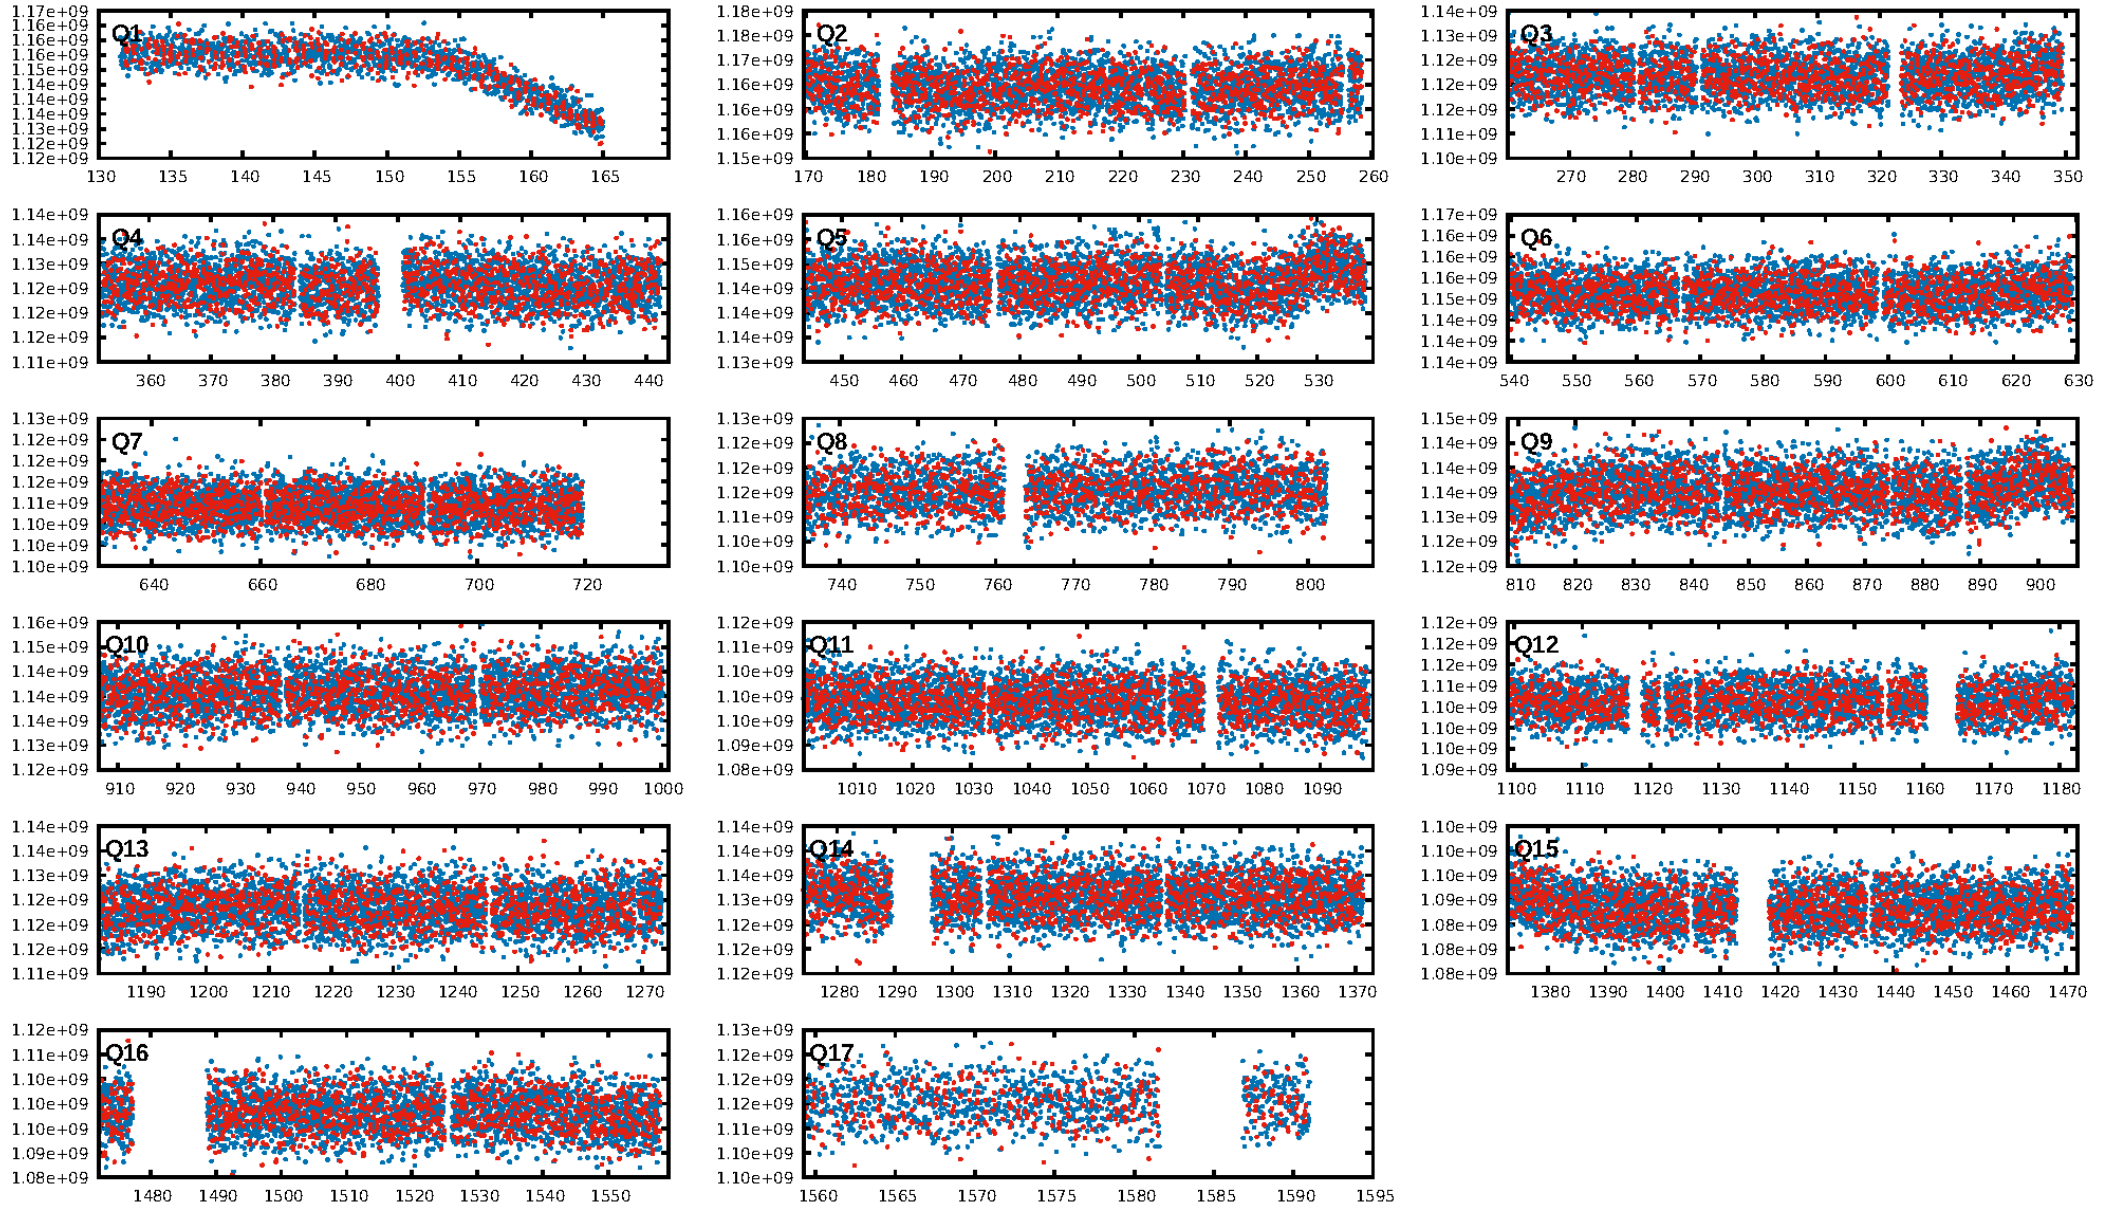 1.17e+09 1.16e+09 1.16e+09 1.15e+09 1.15e+09 1.14e+09 1.14e+09 1.13e+09 1.13e+09 1.12e+09 1.12e+09
Q1
130 135 140 145 150 155 160 165
1.18e+09 1.18e+09 1.17e+09 1.16e+09 1.16e+09 1.16e+09 1.15e+09
Q2
170 180 190 200 210 220 230 240 250 260
1.14e+09 1.13e+09 1.12e+09 1.12e+09 1.12e+09 1.11e+09 1.10e+09
Q3
270 280 290 300 310 320 330 340 350
1.14e+09 1.14e+09 1.13e+09 1.12e+09 1.12e+09 1.12e+09 1.11e+09
Q4
360 370 380 390 400 410 420 430 440
1.16e+09 1.16e+09 1.15e+09 1.14e+09 1.14e+09 1.14e+09 1.13e+09
Q5
450 460 470 480 490 500 510 520 530
1.17e+09 1.16e+09 1.16e+09 1.16e+09 1.15e+09 1.14e+09 1.14e+09 1.14e+09
Q6
540 550 560 570 580 590 600 610 620 630
1.13e+09 1.12e+09 1.12e+09 1.12e+09 1.11e+09 1.10e+09 1.10e+09 1.10e+09
Q7
640 660 680 700 720
1.13e+09 1.12e+09 1.12e+09 1.12e+09 1.11e+09 1.10e+09 1.10e+09
Q8
740 750 760 770 780 790 800
1.15e+09 1.14e+09 1.14e+09 1.14e+09 1.13e+09 1.12e+09 1.12e+09
Q9
810 820 830 840 850 860 870 880 890 900
1.16e+09 1.15e+09 1.14e+09 1.14e+09 1.14e+09 1.13e+09 1.12e+09
Q10
910 920 930 940 950 960 970 980 990 1000
1.12e+09 1.11e+09 1.10e+09 1.10e+09 1.10e+09 1.09e+09 1.08e+09
Q11
1010 1020 1030 1040 1050 1060 1070 1080 1090
1.12e+09 1.12e+09 1.12e+09 1.11e+09 1.10e+09 1.10e+09 1.10e+09 1.09e+09
Q12
1100 1110 1120 1130 1140 1150 1160 1170 1180
1.14e+09 1.14e+09 1.13e+09 1.12e+09 1.12e+09 1.12e+09 1.11e+09
Q13
1190 1200 1210 1220 1230 1240 1250 1260 1270
1.14e+09 1.14e+09 1.14e+09 1.13e+09 1.12e+09 1.12e+09 1.12e+09
Q14
1280 1290 1300 1310 1320 1330 1340 1350 1360 1370
1.10e+09 1.10e+09 1.10e+09 1.09e+09 1.08e+09 1.08e+09 1.08e+09
Q15
1380 1390 1400 1410 1420 1430 1440 1450 1460 1470
1.12e+09 1.11e+09 1.10e+09 1.10e+09 1.10e+09 1.09e+09 1.08e+09
Q16
1480 1490 1500 1510 1520 1530 1540 1550
1.13e+09 1.12e+09 1.12e+09 1.12e+09 1.11e+09 1.10e+09 1.10e+09
Q17
1560 1565 1570 1575 1580 1585 1590 1595